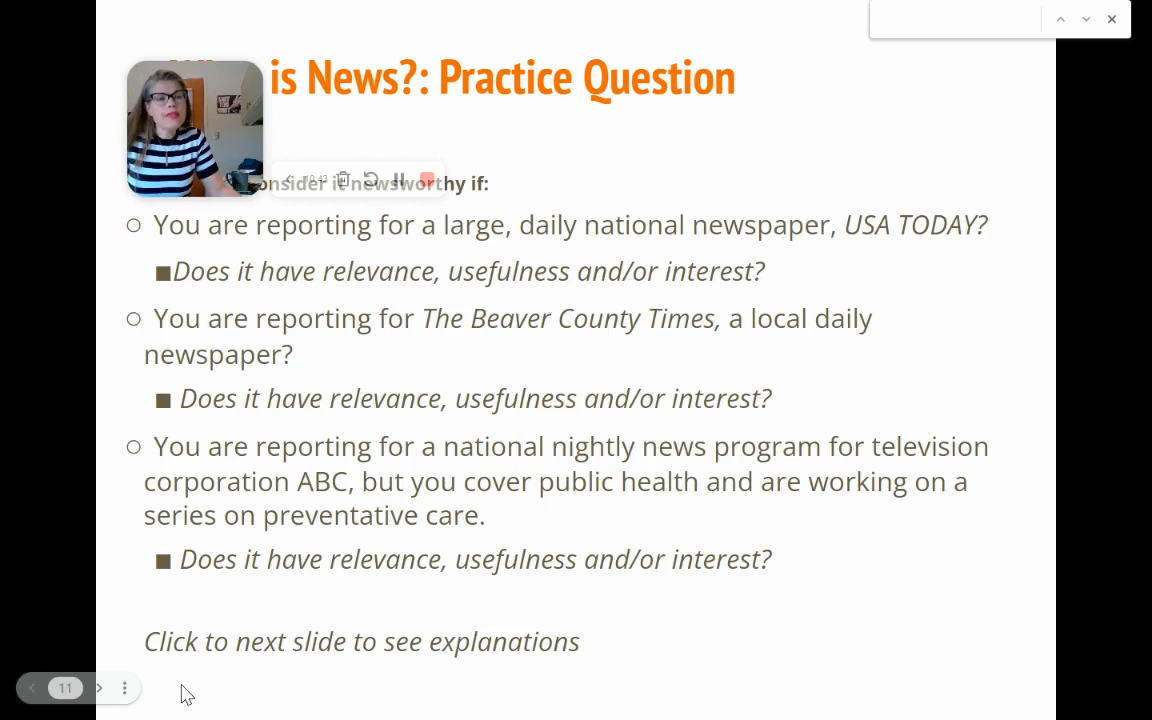 is News?: Practice Question
onsider it newsworthy if:
10:43
○ You are reporting for a large, daily national newspaper, USA TODAY?
■Does it have relevance, usefulness and/or interest?
○ You are reporting for The Beaver County Times, a local daily
newspaper?
■ Does it have relevance, usefulness and/or interest?
○ You are reporting for a national nightly news program for television
corporation ABC, but you cover public health and are working on a
series on preventative care.
■ Does it have relevance, usefulness and/or interest?
Click to next slide to see explanations
11